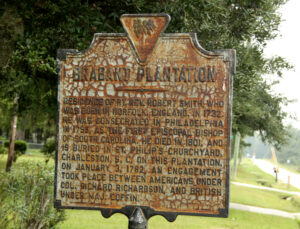 BRABANT PLANTATION
RESIDENCE OF RT. REV. ROBERT SMITH, WHO
WAS BORN IN NORFOLK, ENGLAND, IN 1732.
HE WAS CONSECRATED IN PHILADELPHIA
IN 1795, AS THE FIRST EPISCOPAL BISHOP
OF SOUTH CAROLINA. HE DIED IN 1801, AND
IS BURIED IN ST. PHILIP'S CHURCHYARD,
CHARLESTON, S. C. ON THIS PLANTATION,
ON JANUARY 3, 1782, AN ENGAGEMENT
TOOK PLACE BETWEEN AMERICANS UNDER
COL. RICHARD RICHARDSON, AND BRITISH
UNDER MAJ. COFFIN.